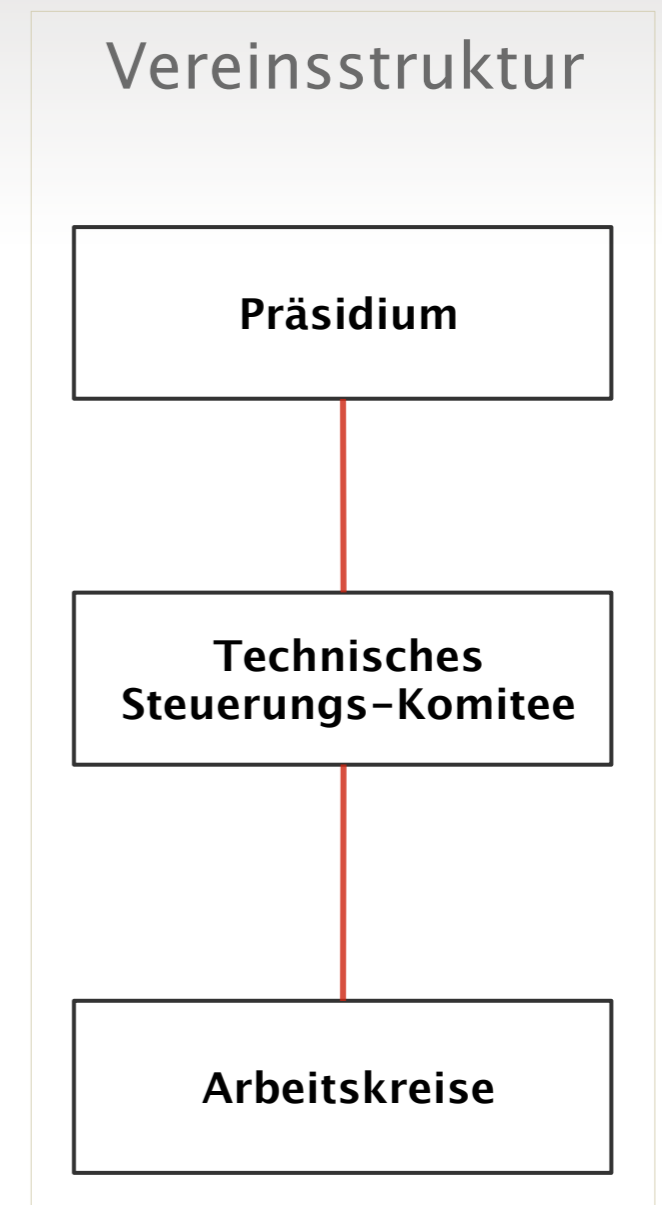 Vereinsstruktur
Präsidium
Technisches
Steuerungs-Komitee
Arbeitskreise